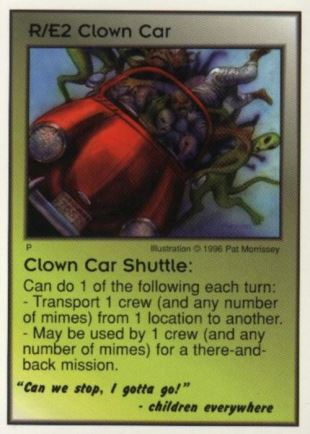 R/E2 Clown Car
P
Illustration © 1996 Pat Morrissey
Clown Car Shuttle:
Can do 1 of the following each turn:
- Transport 1 crew (and any number
of mimes) from 1 location to another.
- May be used by 1 crew (and any
number of mimes) for a there-and-
back mission.
"Can we stop, I gotta go!"
- children everywhere